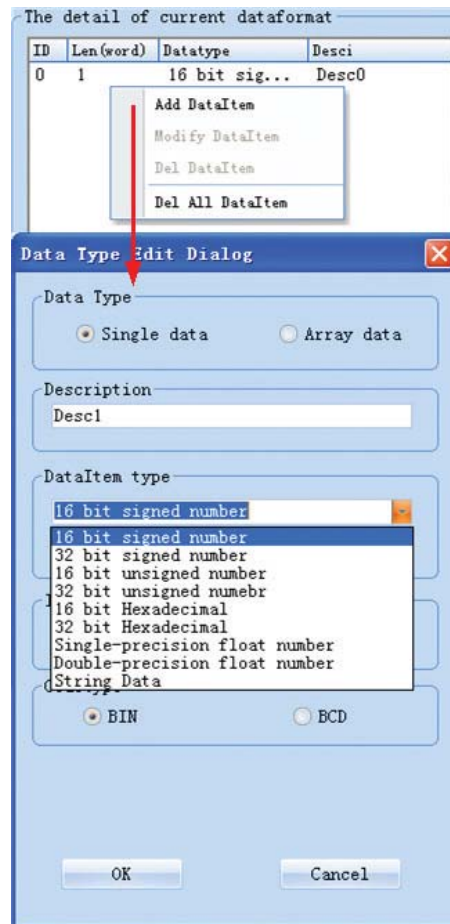 The detail of current dataformat
ID Len(word) Datatype Desci
0 1 16 bit sig... Desc0
Add DataItem
Modify DataItem
Del DataItem
Del All DataItem
Data Type Edit Dialog
Data Type
Single data Array data
Description
Desc1
DataItem type
16 bit signed number
16 bit signed number
32 bit signed number
16 bit unsigned number
32 bit unsigned numebr
16 bit Hexadecimal
32 bit Hexadecimal
Single-precision float number
Double-precision float number
String Data
BIN BCD
OK Cancel